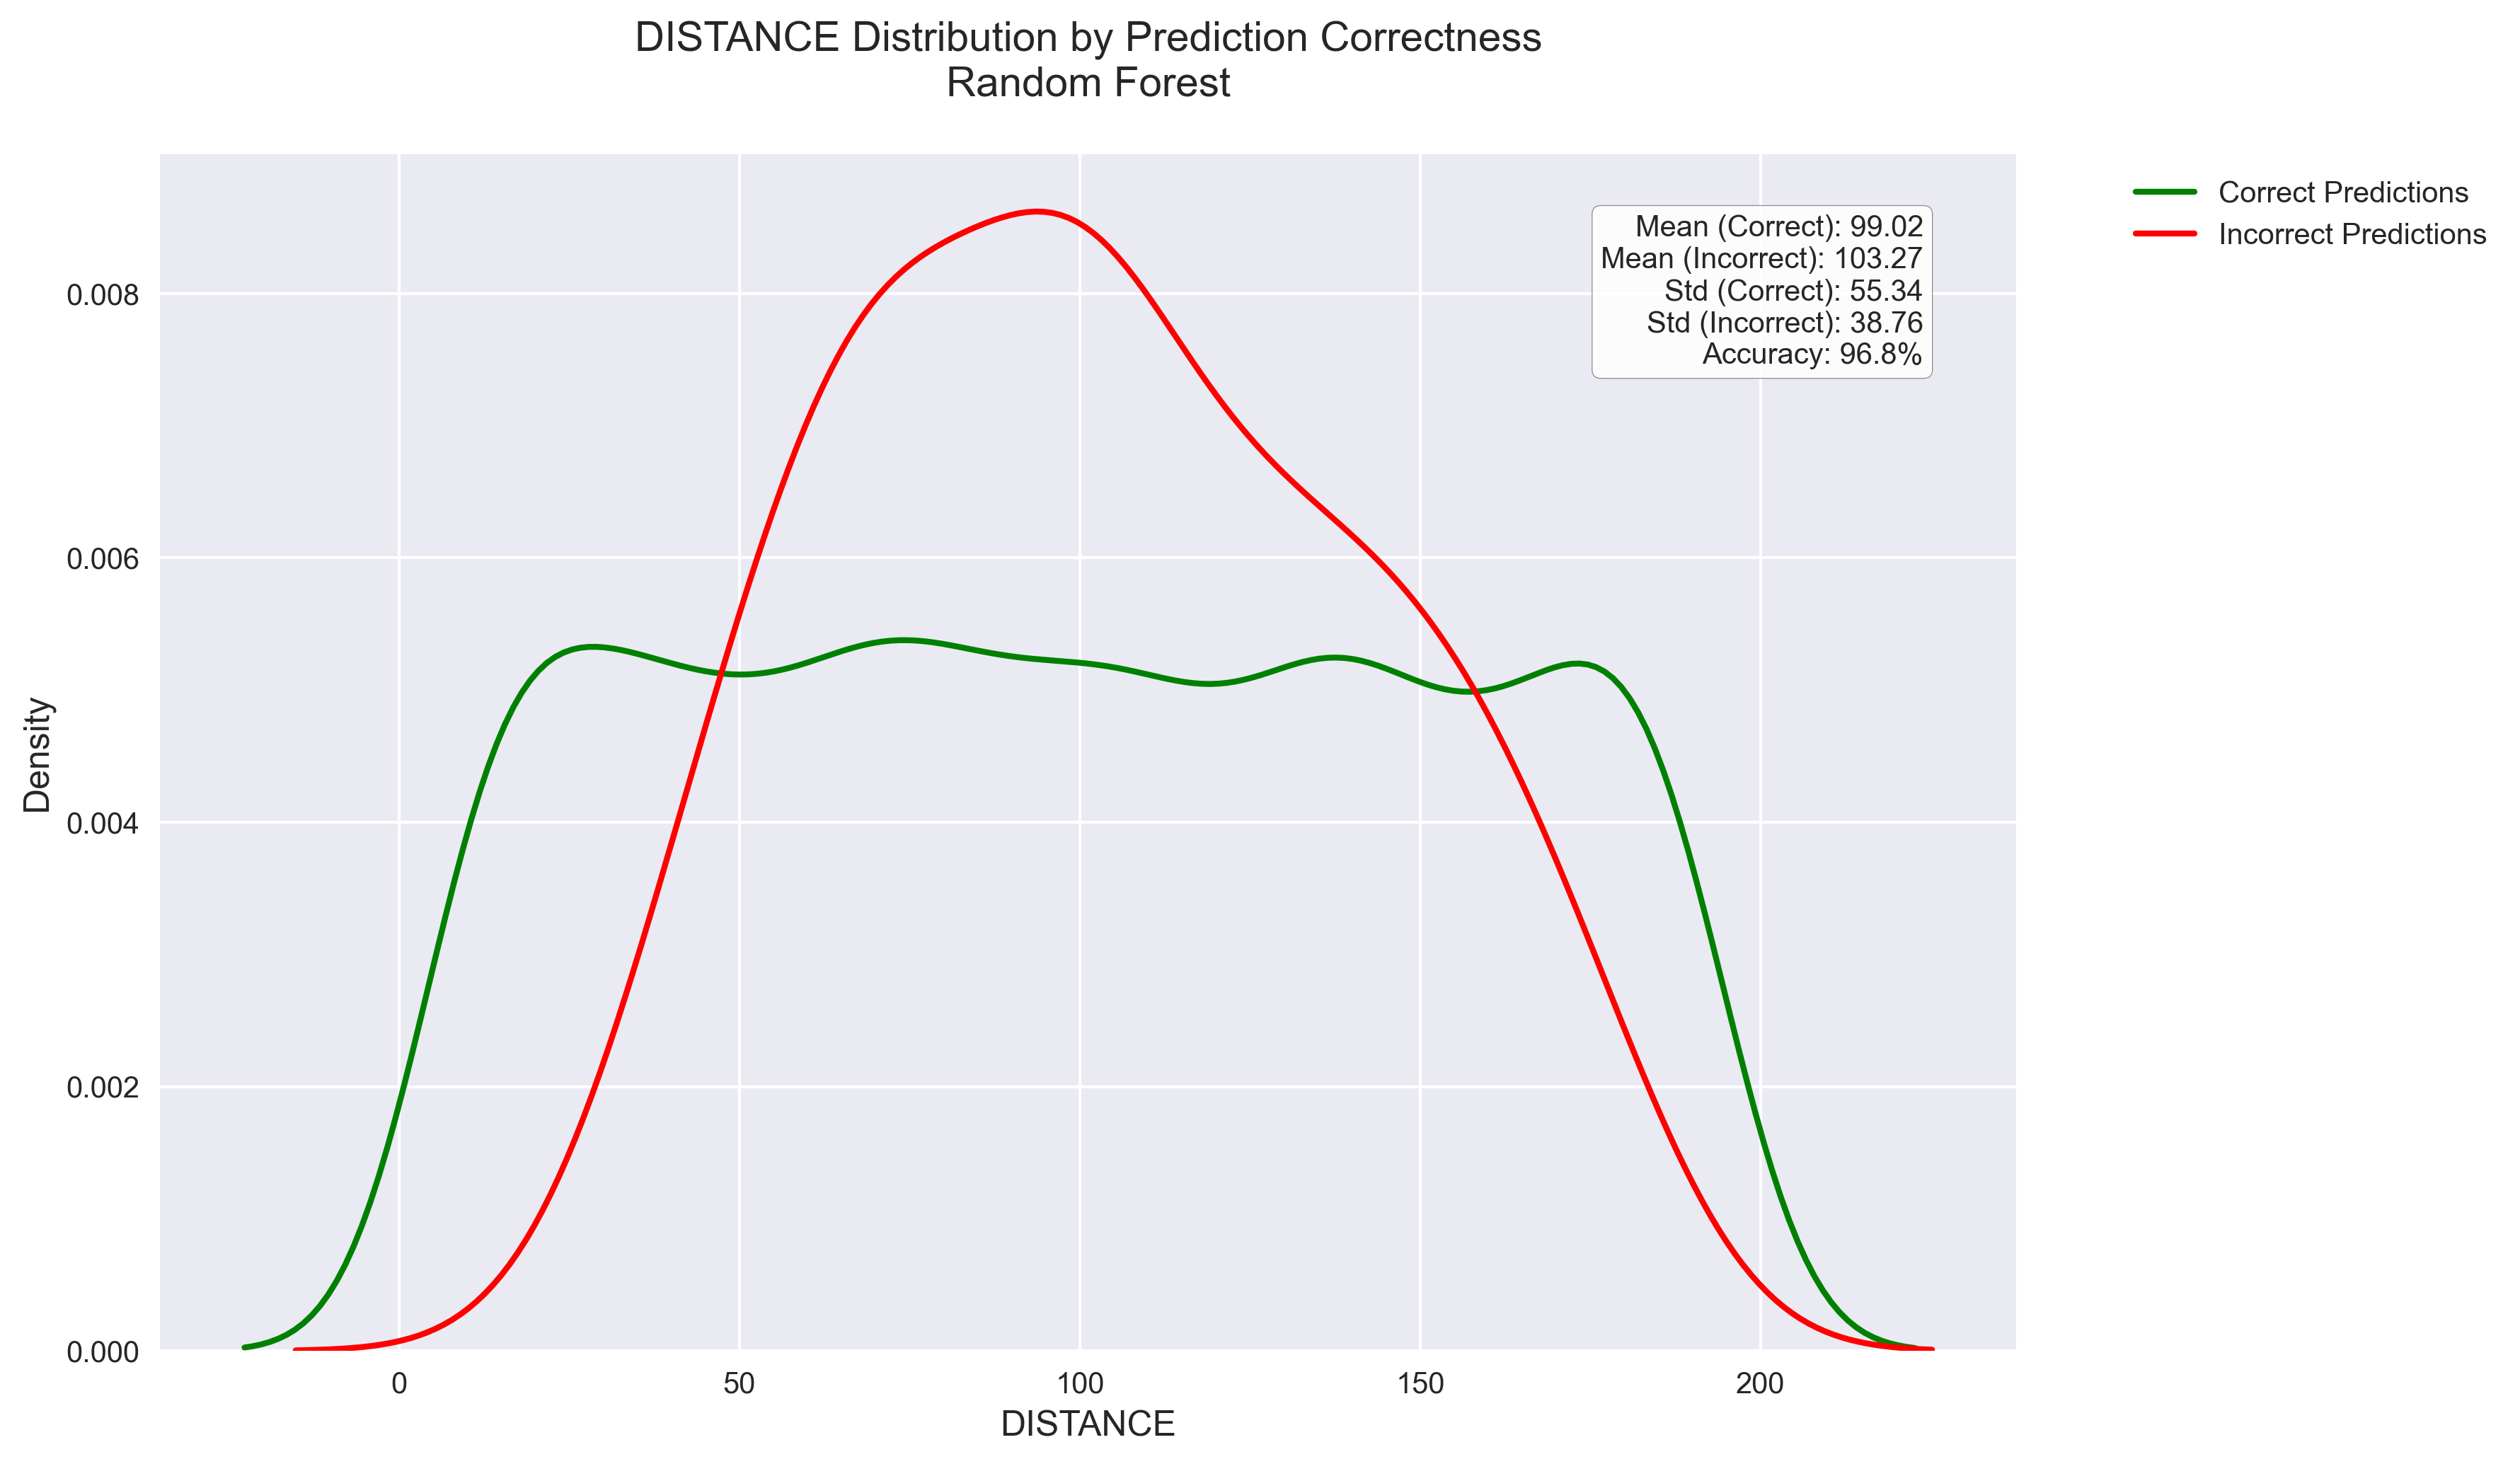 DISTANCE Distribution by Prediction Correctness
Random Forest
Correct Predictions
Incorrect Predictions
Mean (Correct): 99.02
Mean (Incorrect): 103.27
Std (Correct): 55.34
Std (Incorrect): 38.76
Accuracy: 96.8%
Density
0.008
0.006
0.004
0.002
0.000
0
50
100
150
200
DISTANCE